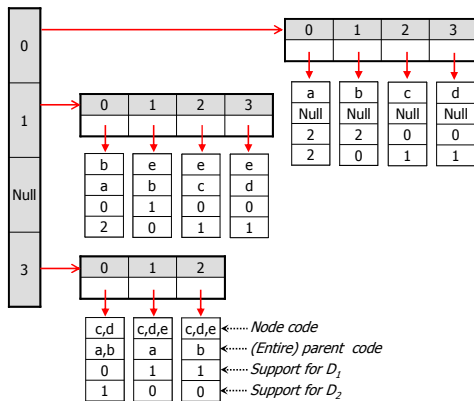 0
0 1 2 3
a b c d
Null Null Null Null
2 2 0 0
2 0 1 1
1
0 1 2 3
b e e e
a b c d
0 1 0 0
2 0 1 1
Null
3
0 1 2
c,d c,d,e c,d,e Node code
a,b a b (Entire) parent code
0 1 1 Support for D1
1 0 0 Support for D2